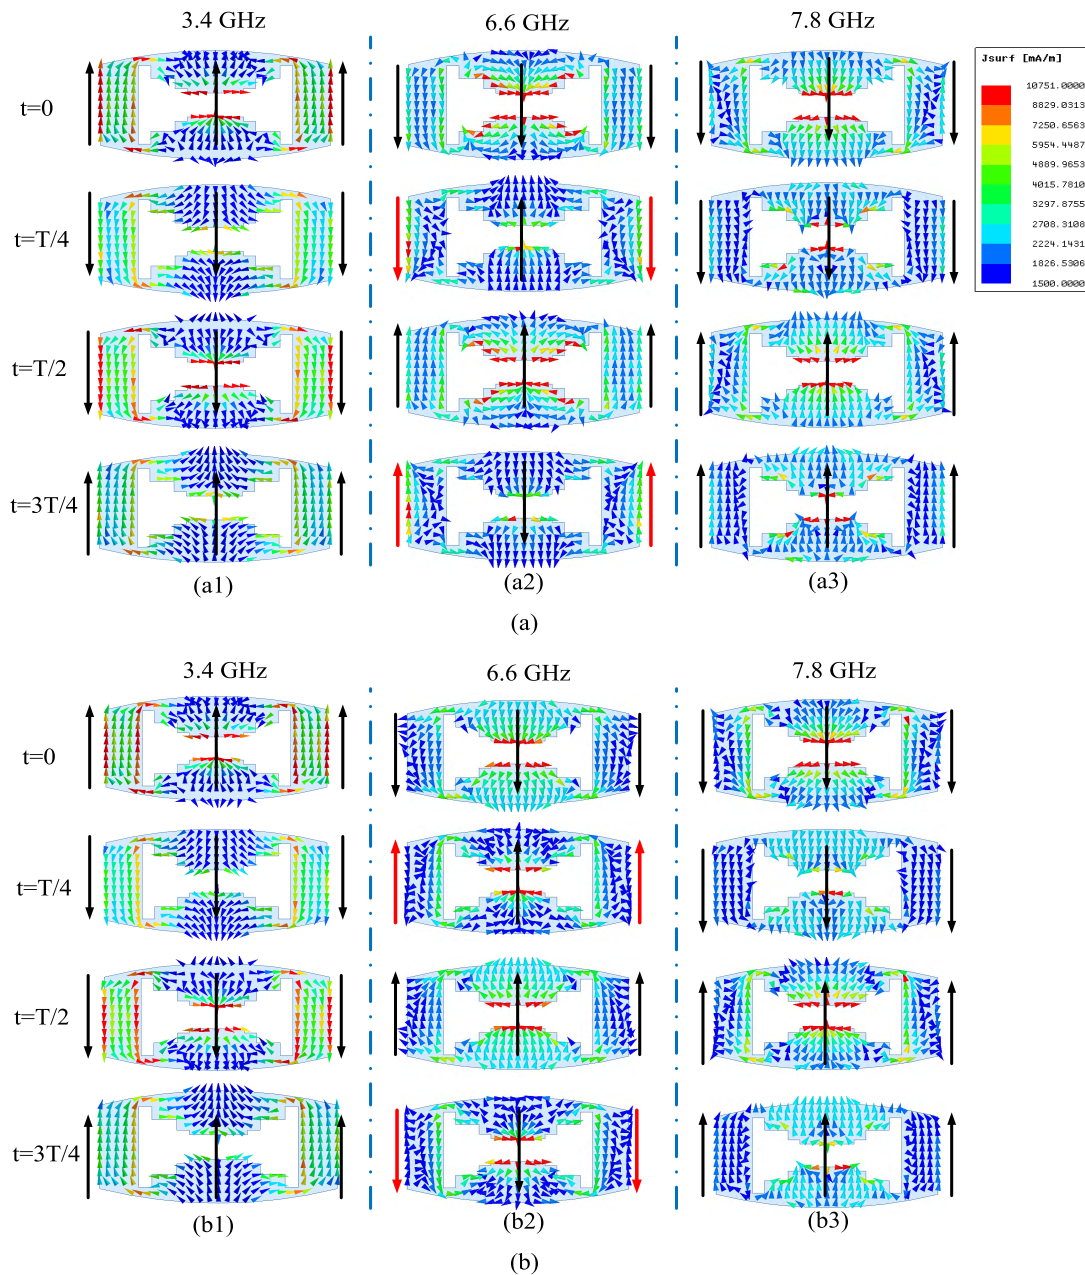 3.4 GHz
6.6 GHz
7.8 GHz
Jsurf [mA/m]
10751.0000
8829.0313
7250.6563
5954.4487
4889.9653
4015.7810
3297.8755
2708.3108
2224.1431
1826.5306
1500.0000
t=0
t=T/4
t=T/2
t=3T/4
(a1)
(a2)
(a3)
(a)
3.4 GHz
6.6 GHz
7.8 GHz
t=0
t=T/4
t=T/2
t=3T/4
(b1)
(b2)
(b3)
(b)